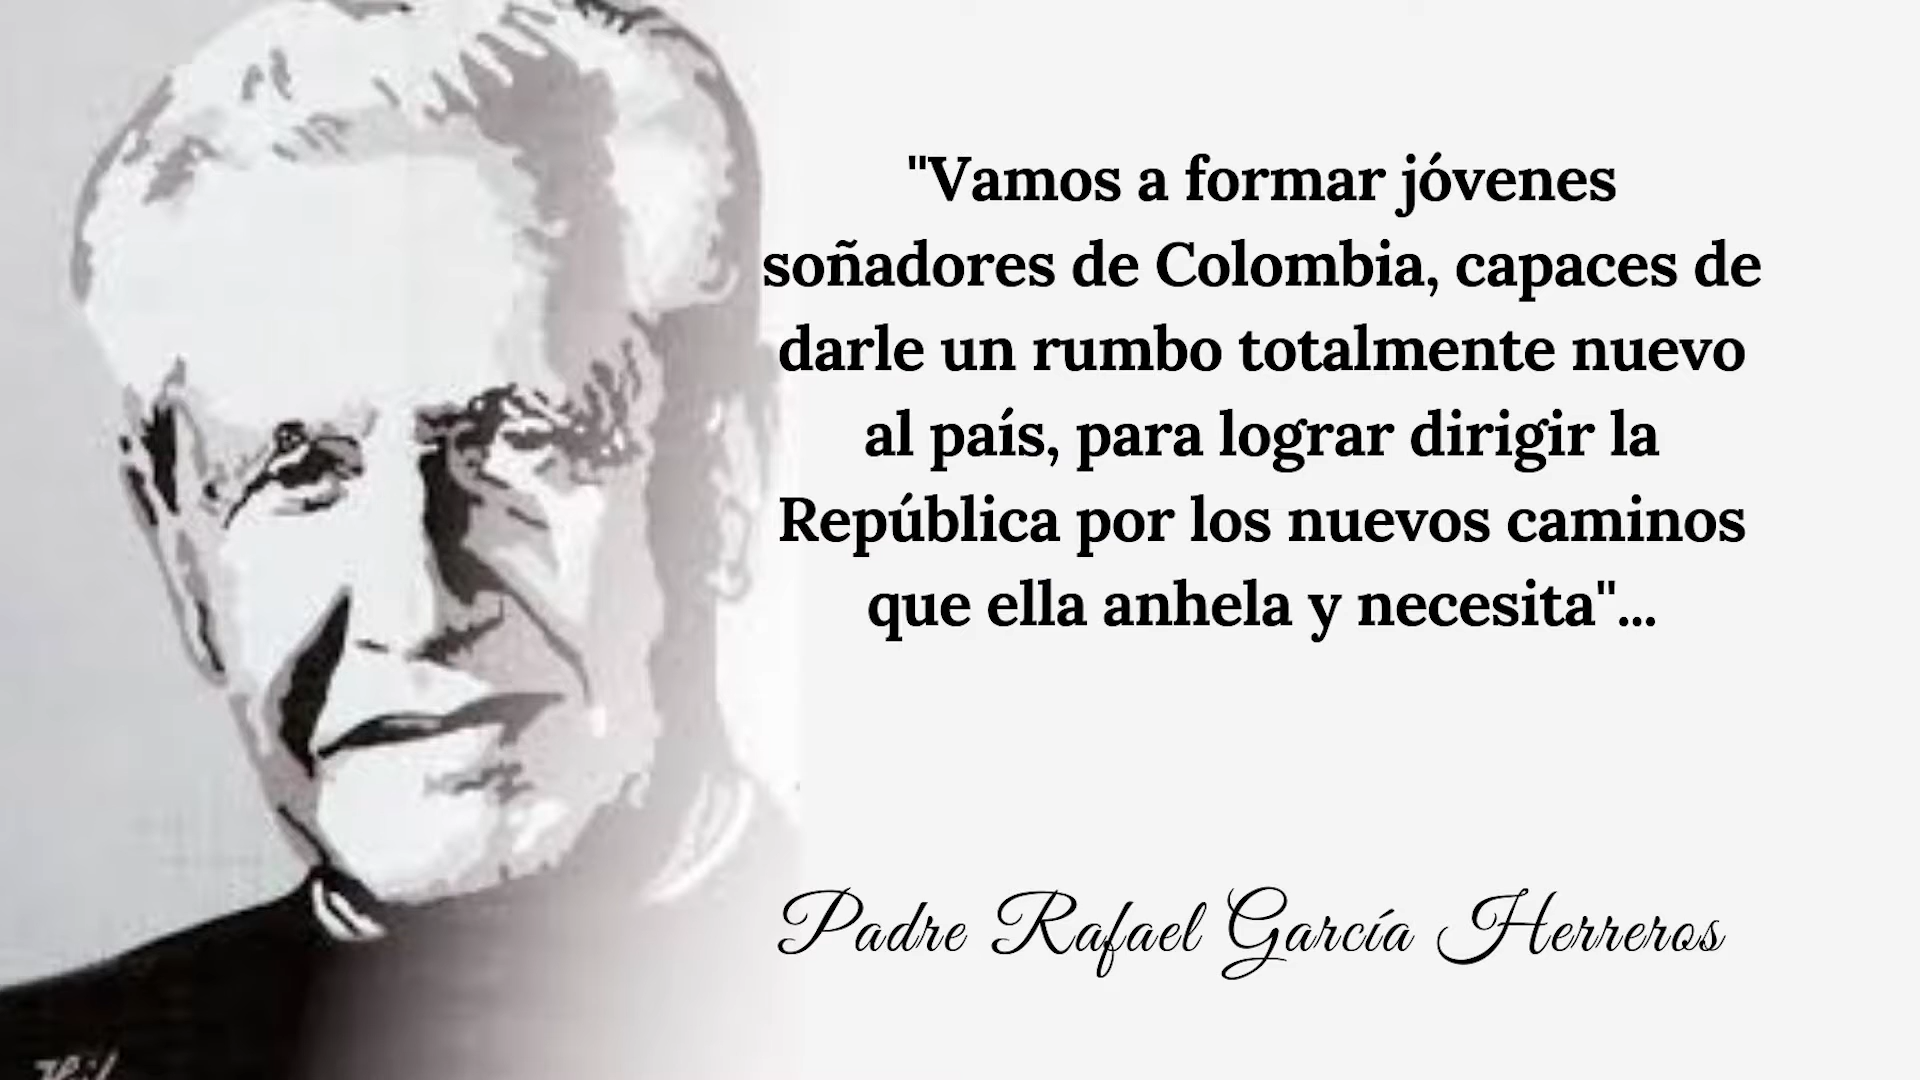 "Vamos a formar jóvenes
soñadores de Colombia, capaces de
darle un rumbo totalmente nuevo
al país, para lograr dirigir la
República por los nuevos caminos
que ella anhela y necesita"...
Padre Rafael García Herreros